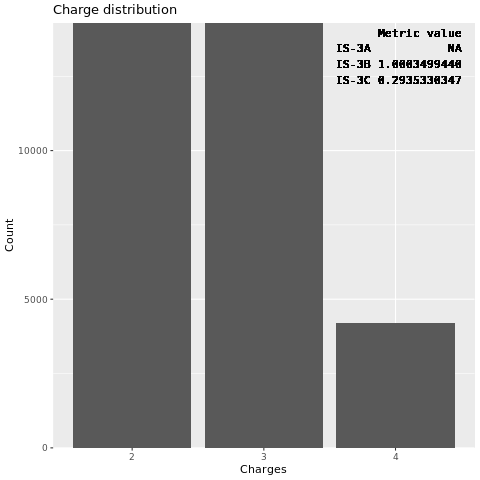 Charge distribution
Metric value
IS-3A NA
IS-3B 1.0003499440
IS-3C 0.2935330347
10000
5000
0
Count
2 3 4
Charges